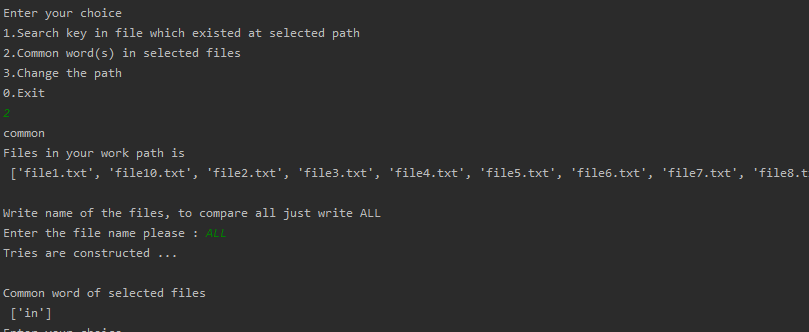 Enter your choice
1.Search key in file which existed at selected path
2.Common word(s) in selected files
3.Change the path
0.Exit
2
common
Files in your work path is
['file1.txt', 'file10.txt', 'file2.txt', 'file3.txt', 'file4.txt', 'file5.txt', 'file6.txt', 'file7.txt', 'file8.t
Write name of the files, to compare all just write ALL
Enter the file name please : ALL
Tries are constructed ...
Common word of selected files
['in']
Enter your choice